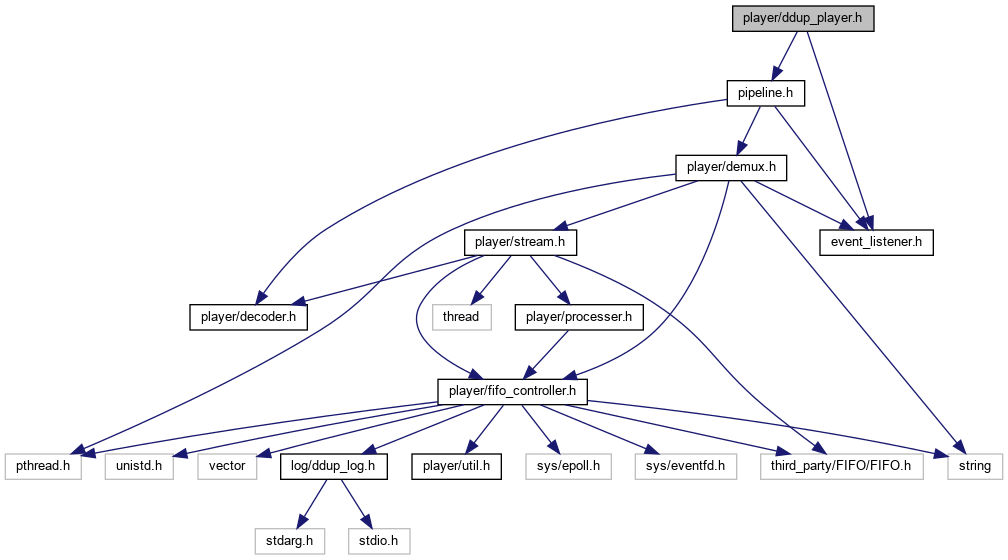 player/ddup_player.h
pipeline.h
player/demux.h
player/stream.h
event_listener.h
player/decoder.h
thread
player/processer.h
player/fifo_controller.h
pthread.h
unistd.h
vector
log/ddup_log.h
player/util.h
sys/epoll.h
sys/eventfd.h
third_party/FIFO/FIFO.h
string
stdarg.h
stdio.h